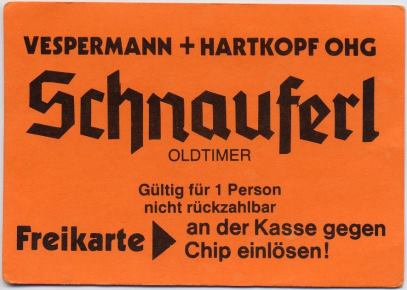 VESPERMANN + HARTKOPF OHG
Schnauferl
OLDTIMER
Gültig für 1 Person
nicht rückzahlbar
Freikarte ▶ an der Kasse gegen
Chip einlösen!